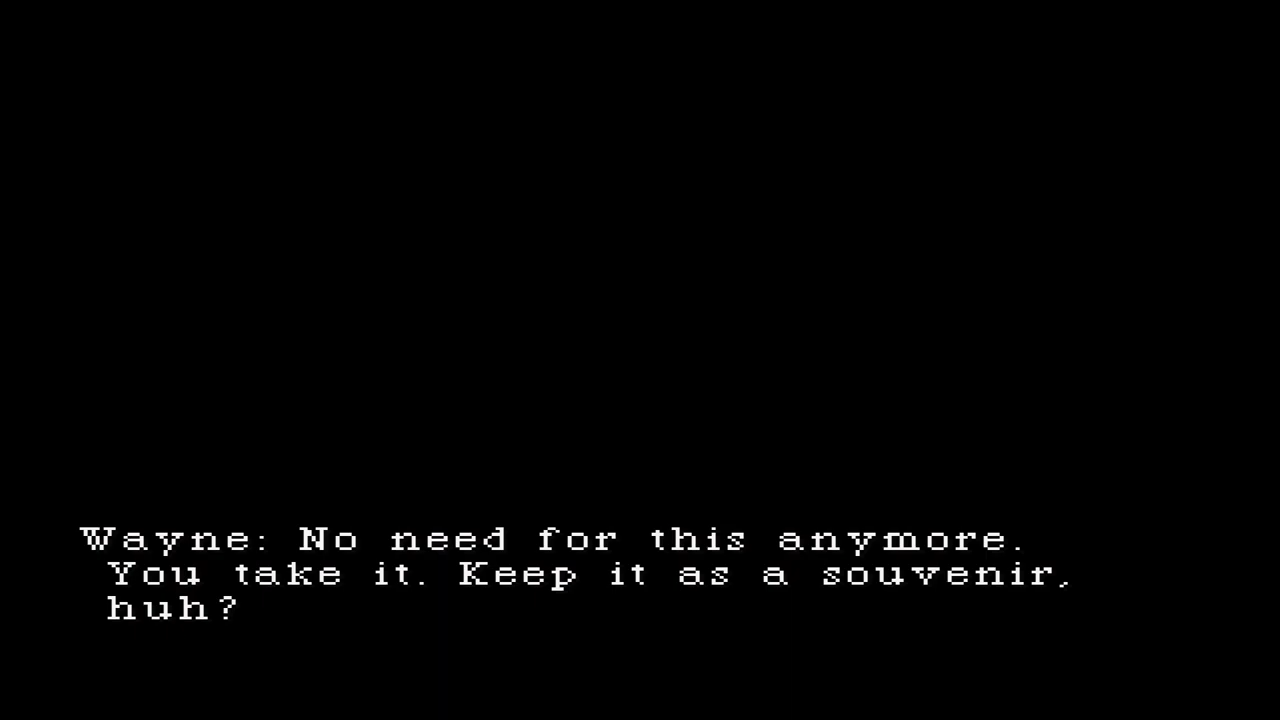 Wayne: No need for this anymore.
You take it. Keep it as a souvenir,
huh?